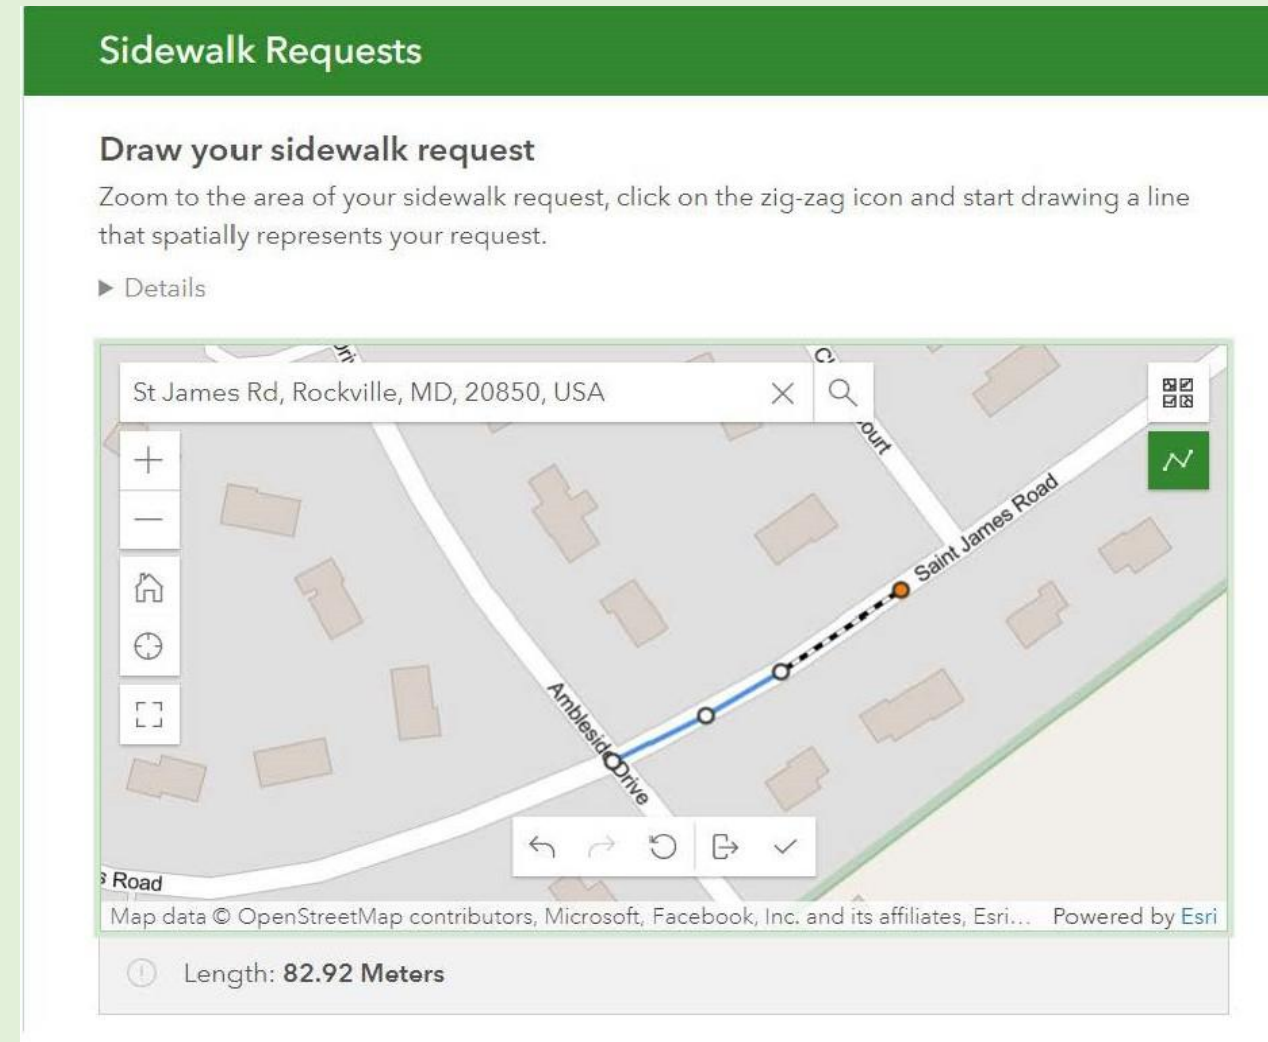 Sidewalk Requests
Draw your sidewalk request
Zoom to the area of your sidewalk request, click on the zig-zag icon and start drawing a line
that spatially represents your request.
Details
St James Rd, Rockville, MD, 20850, USA
ourt
Saint James Road
Ambleside Drive
s Road
Map data © OpenStreetMap contributors, Microsoft, Facebook, Inc. and its affiliates, Esri... Powered by Esri
Length: 82.92 Meters